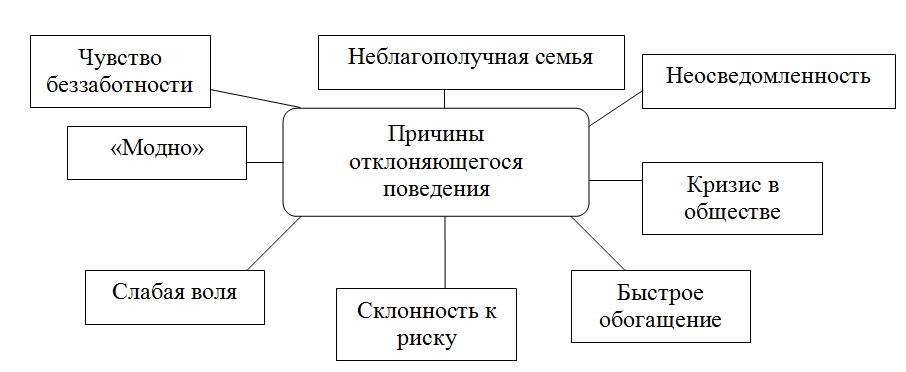 Чувство
беззаботности
Неблагополучная семья
Неосведомленность
«Модно»
Причины
отклоняющегося
поведения
Кризис в
обществе
Слабая воля
Склонность к
риску
Быстрое
обогащение